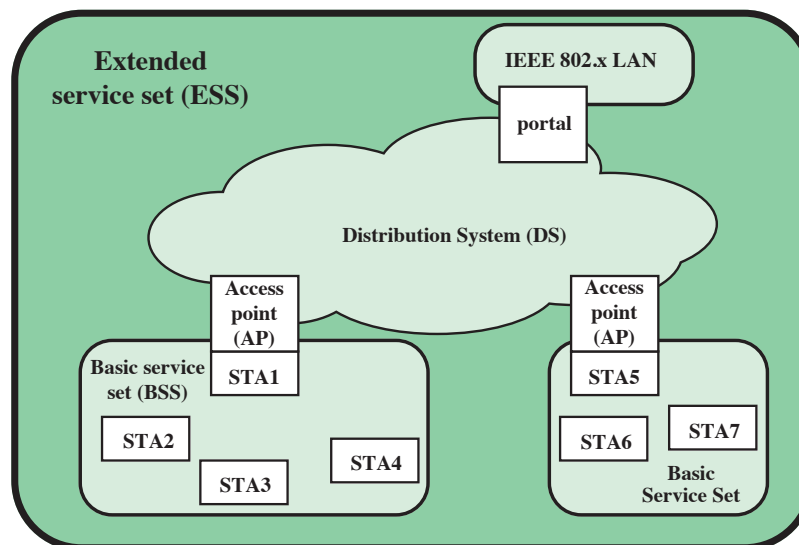 Extended
service set (ESS)
IEEE 802.x LAN
portal
Distribution System (DS)
Access
point
(AP)
Access
point
(AP)
Basic service
set (BSS)
STA1
STA2
STA3
STA4
STA5
STA6
STA7
Basic
Service Set